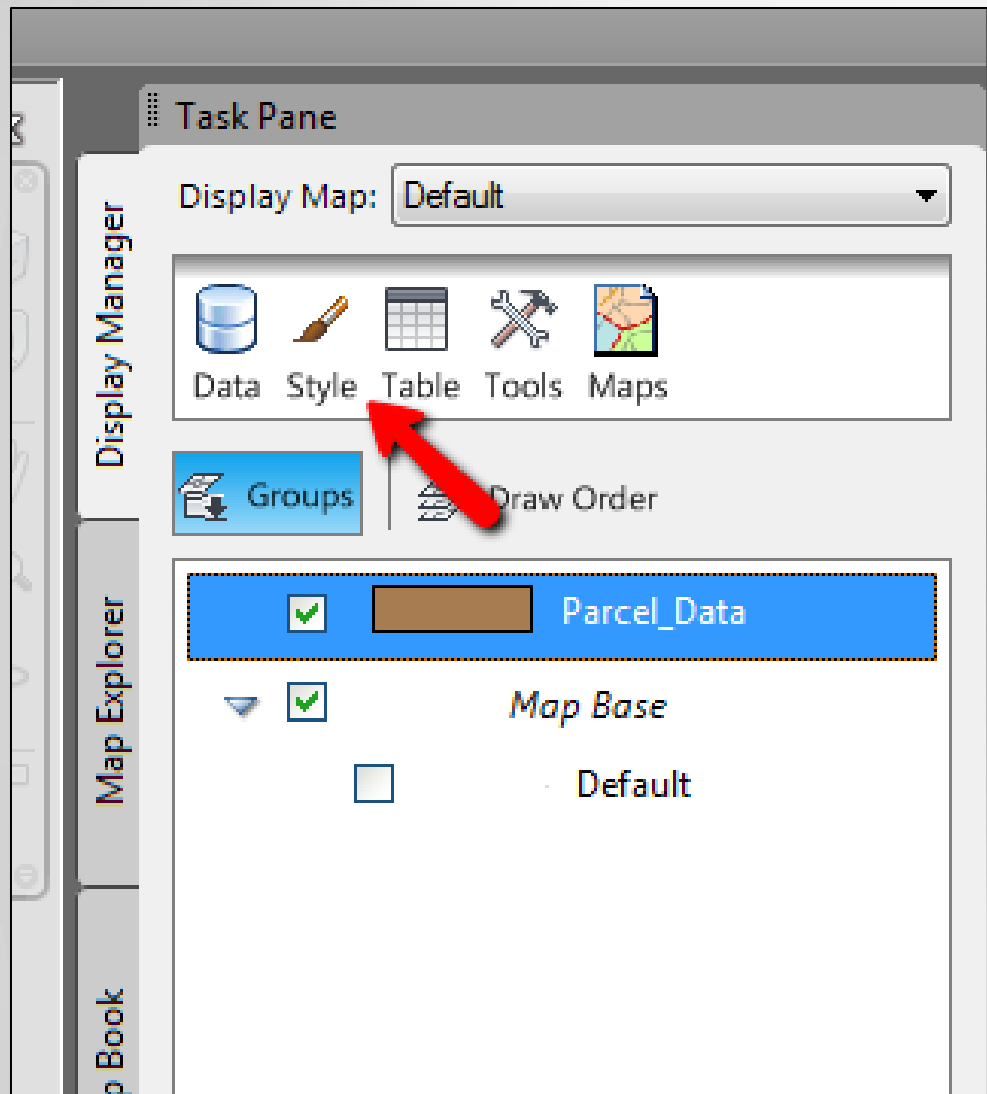 Task Pane
Display Map: Default
Data Style Table Tools Maps
Groups Draw Order
Parcel_Data
Map Base
Default
Display Manager
Map Explorer
Book